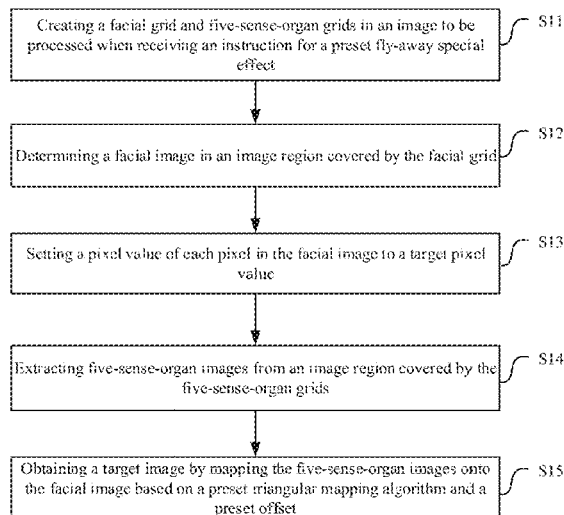 Creating a facial grid and five-sense-organ grids in an image to be
processed when receiving an instruction for a preset fly-away special
effect
S11
Determining a facial image in an image region covered by the facial grid
S12
Setting a pixel value of each pixel in the facial image to a target pixel
value
S13
Extracting five-sense-organ images from an image region covered by the
five-sense-organ grids
S14
Obtaining a target image by mapping the five-sense-organ images onto
the facial image based on a preset triangular mapping algorithm and a
preset offset
S15